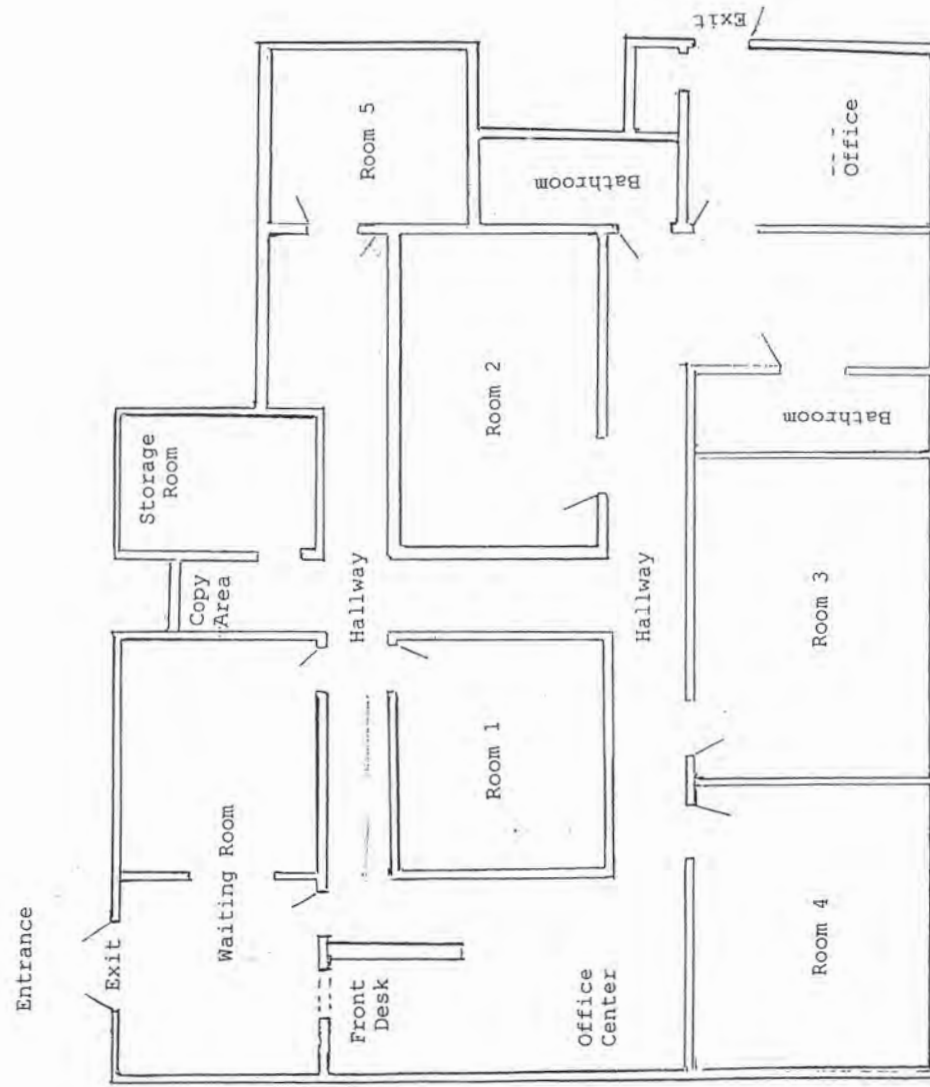 Entrance
Exit
Waiting Room
Copy
Area
Storage
Room
Front
Desk
Hallway
Room 5
Room 1
Room 2
Bathroom
Office
Center
Hallway
Exit
Room 4
Room 3
Bathroom
Office